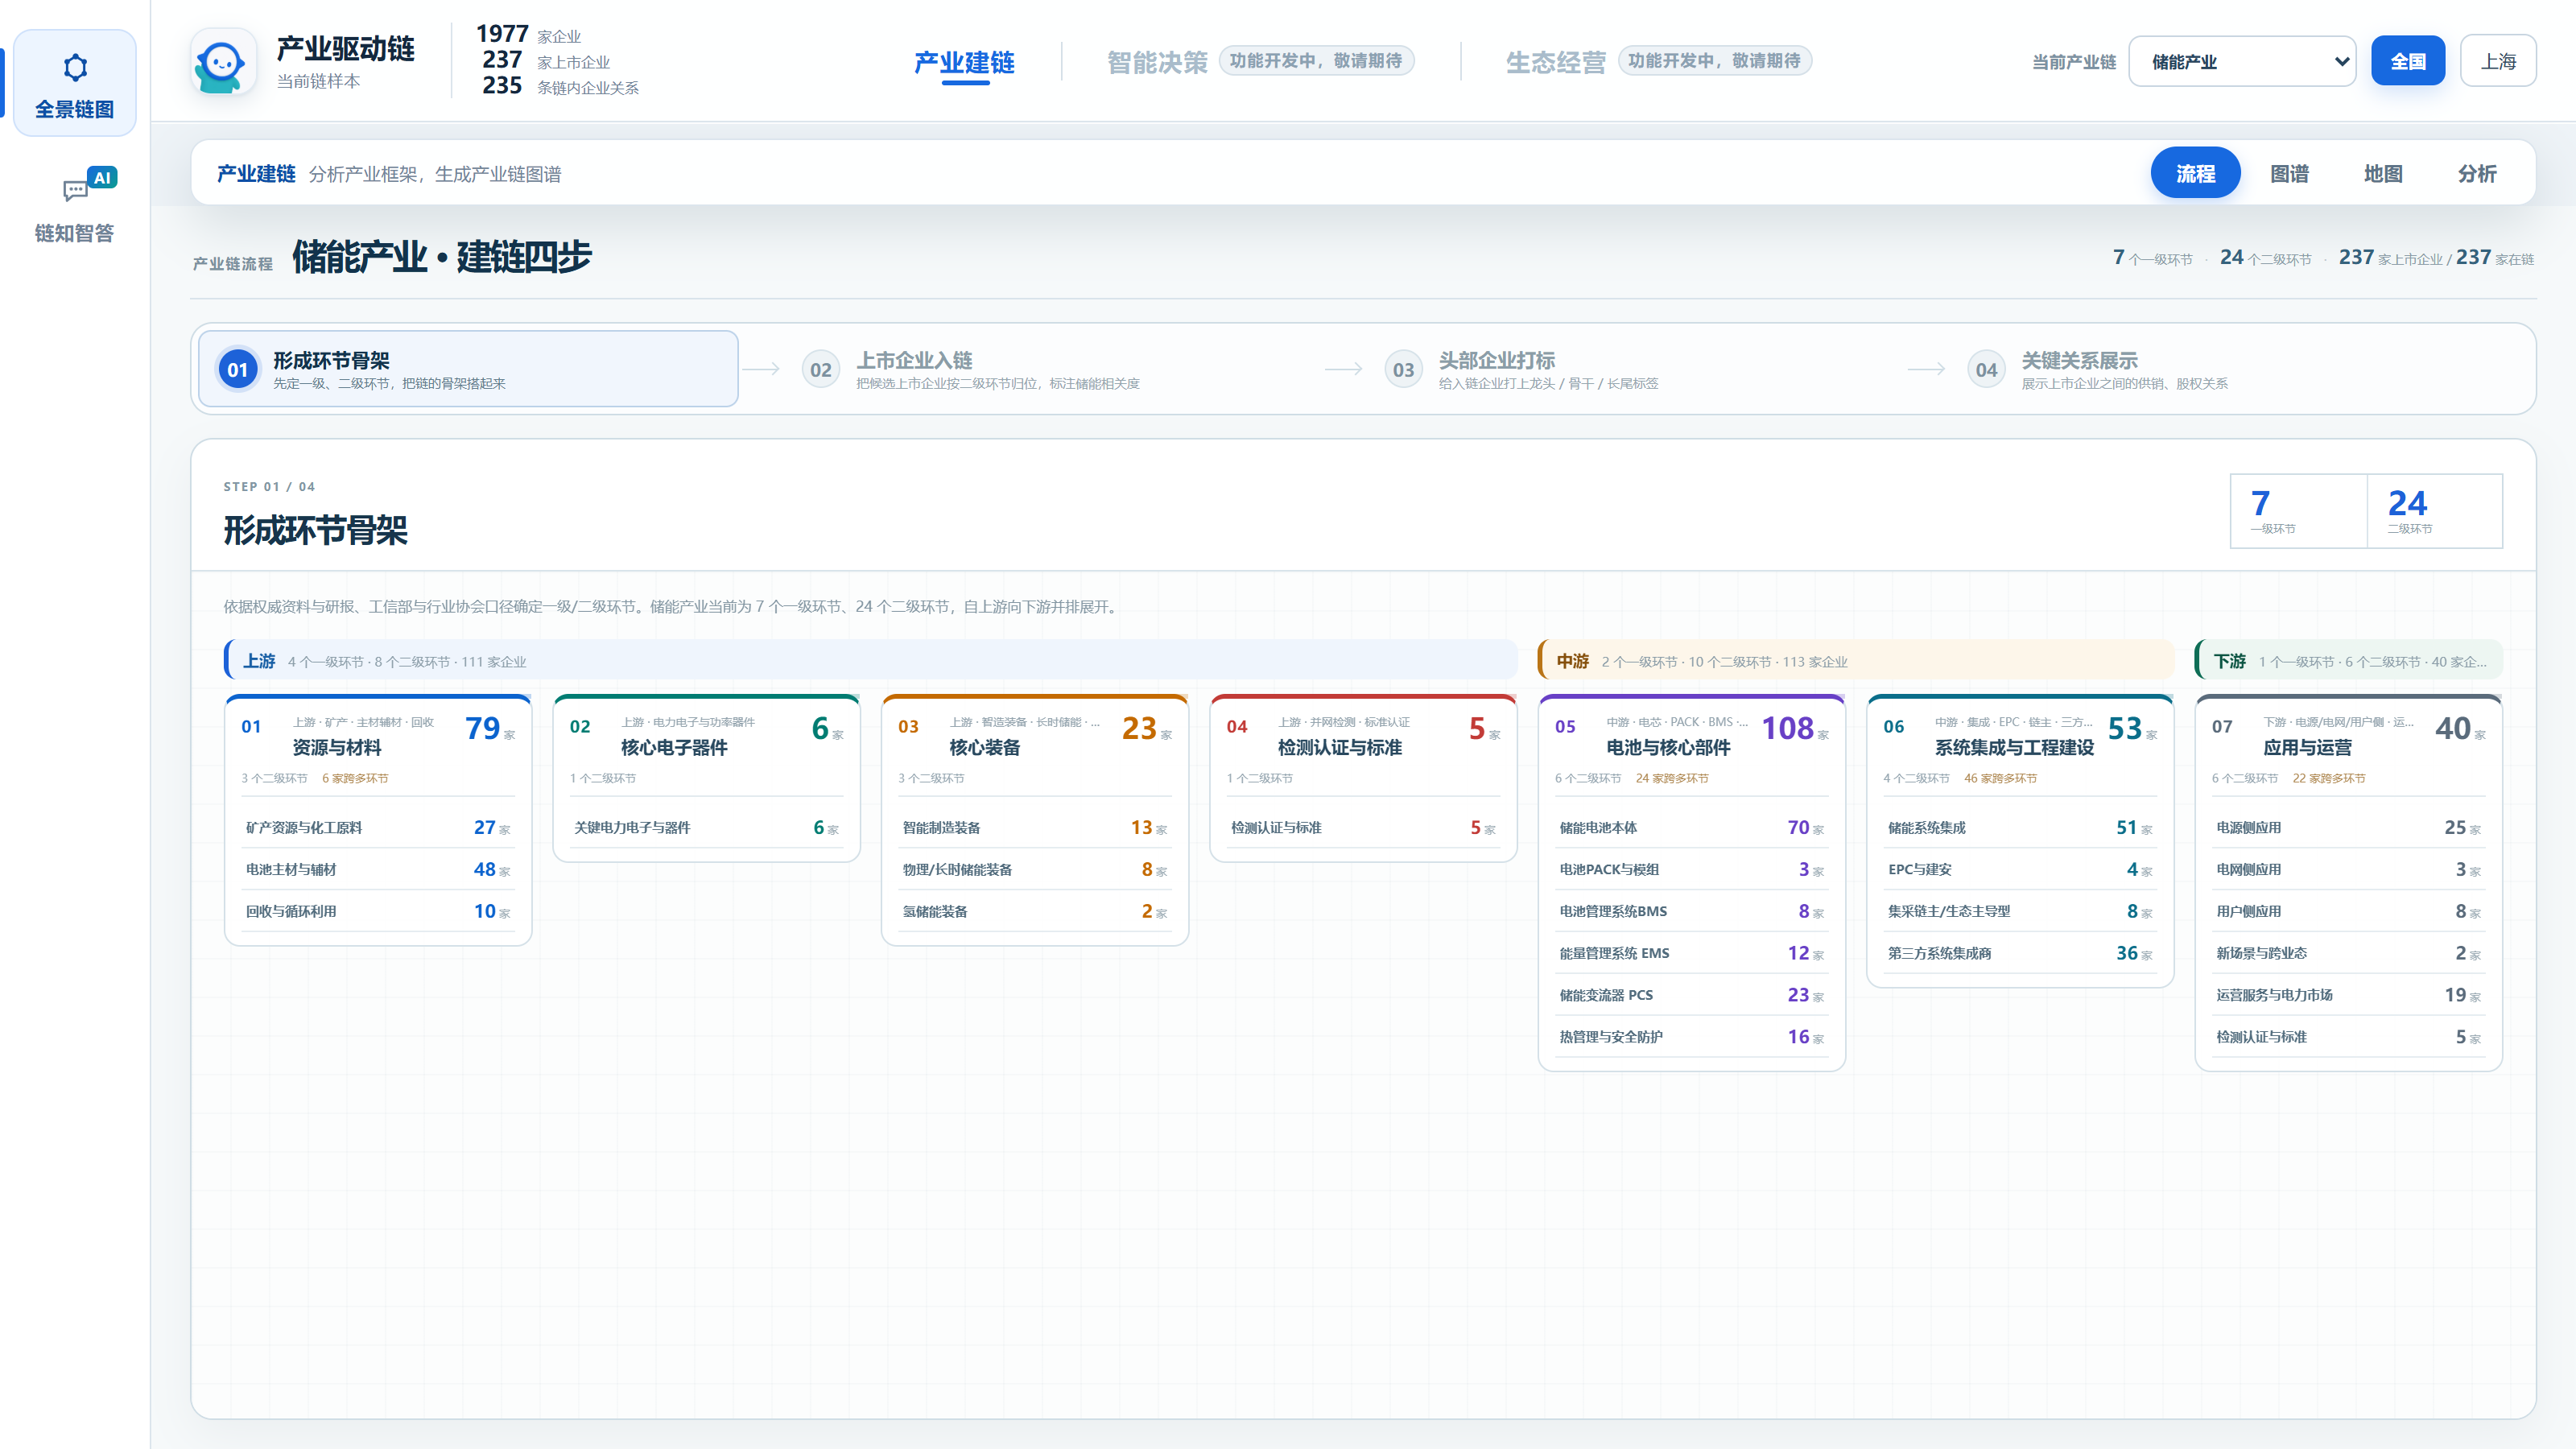 全景链图
AI
链知智答
产业驱动链
当前链样本
1977 家企业
237 家上市企业
235 条链内企业关系
产业建链
智能决策 功能开发中，敬请期待
生态经营 功能开发中，敬请期待
当前产业链 储能产业 全国 上海
产业建链 分析产业框架，生成产业链图谱
流程 图谱 地图 分析
产业链流程 储能产业 · 建链四步
7 个一级环节 · 24 个二级环节 · 237 家上市企业 / 237 家在链
01 形成环节骨架
先定一级、二级环节，把链的骨架搭起来
02 上市企业入链
把候选上市企业按二级环节归位，标注储能相关度
03 头部企业打标
给入链企业打上龙头 / 骨干 / 长尾标签
04 关键关系展示
展示上市企业之间的供销、股权关系
STEP 01 / 04
形成环节骨架
7 一级环节
24 二级环节
依据权威资料与研报、工信部与行业协会口径确定一级/二级环节。储能产业当前为 7 个一级环节、24 个二级环节，自上游向下游并排展开。
上游 4 个一级环节 · 8 个二级环节 · 111 家企业
中游 2 个一级环节 · 10 个二级环节 · 113 家企业
下游 1 个一级环节 · 6 个二级环节 · 40 家企...
01 上游 · 矿产 · 主材辅材 · 回收
资源与材料 79 家
3 个二级环节 6 家跨多环节
矿产资源与化工原料 27 家
电池主材与辅材 48 家
回收与循环利用 10 家
02 上游 · 电力电子与功率器件
核心电子器件 6 家
1 个二级环节
关键电力电子与器件 6 家
03 上游 · 智造装备 · 长时储能 · ...
核心装备 23 家
3 个二级环节
智能制造装备 13 家
物理/长时储能装备 8 家
氢储能装备 2 家
04 上游 · 并网检测 · 标准认证
检测认证与标准 5 家
1 个二级环节
检测认证与标准 5 家
05 中游 · 电芯 · PACK · BMS ·...
电池与核心部件 108 家
6 个二级环节 24 家跨多环节
储能电池本体 70 家
电池PACK与模组 3 家
电池管理系统BMS 8 家
能量管理系统 EMS 12 家
储能变流器 PCS 23 家
热管理与安全防护 16 家
06 中游 · 集成 · EPC · 链主 · 三方...
系统集成与工程建设 53 家
4 个二级环节 46 家跨多环节
储能系统集成 51 家
EPC与建安 4 家
集采链主/生态主导型 8 家
第三方系统集成商 36 家
07 下游 · 电源/电网/用户侧 · 运...
应用与运营 40 家
6 个二级环节 22 家跨多环节
电源侧应用 25 家
电网侧应用 3 家
用户侧应用 8 家
新场景与跨业态 2 家
运营服务与电力市场 19 家
检测认证与标准 5 家